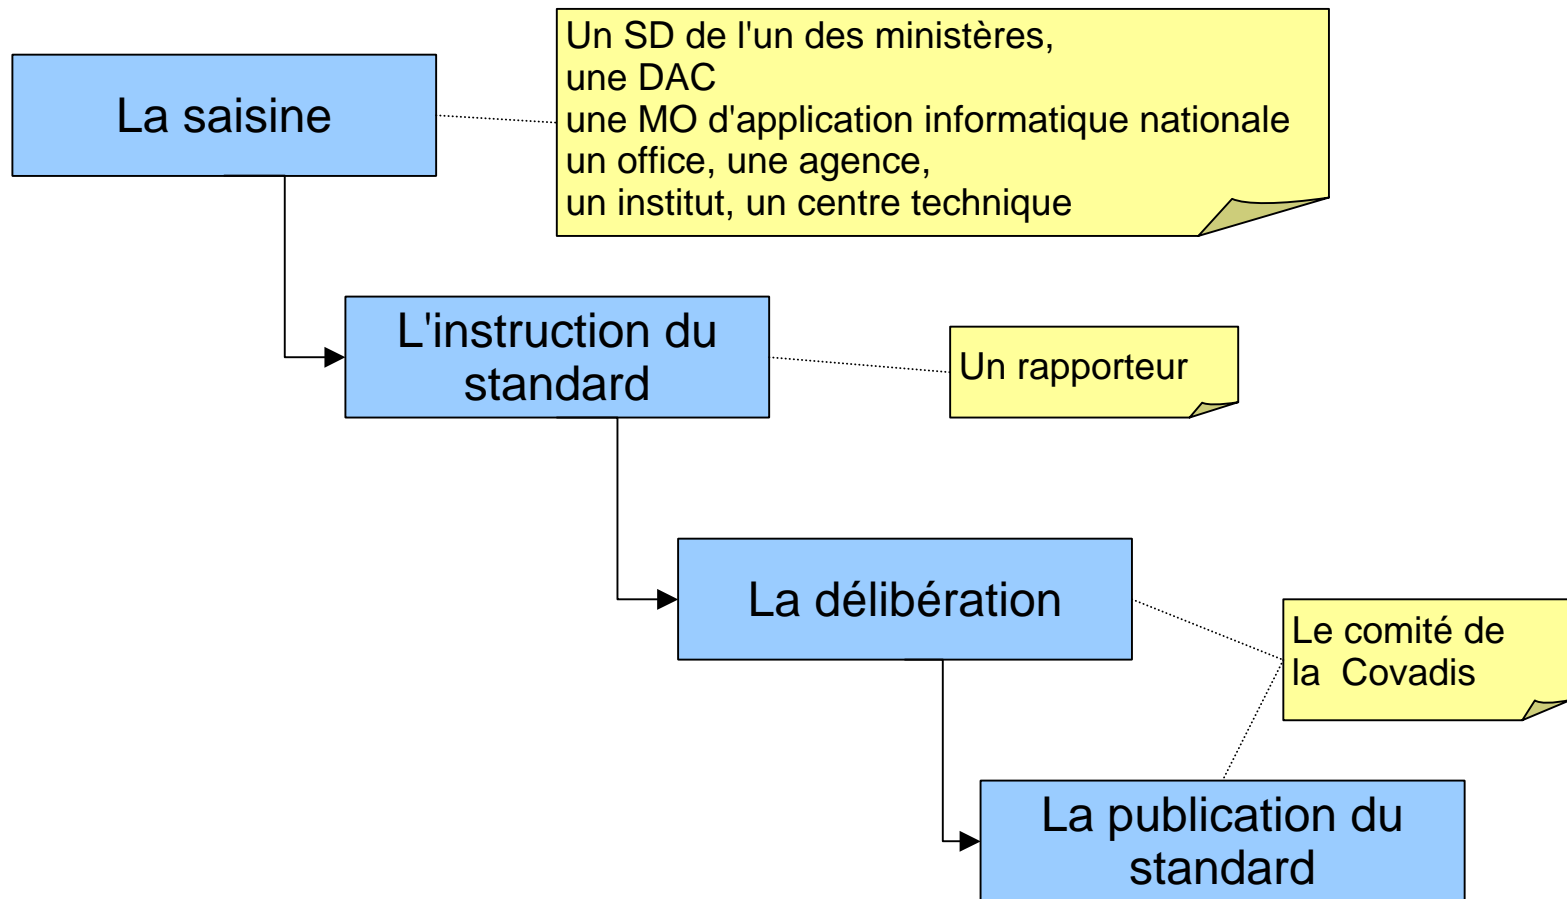 La saisine
Un SD de l'un des ministères,
une DAC
une MO d'application informatique nationale
un office, une agence,
un institut, un centre technique
L'instruction du
standard
Un rapporteur
La délibération
Le comité de
la Covadis
La publication du
standard